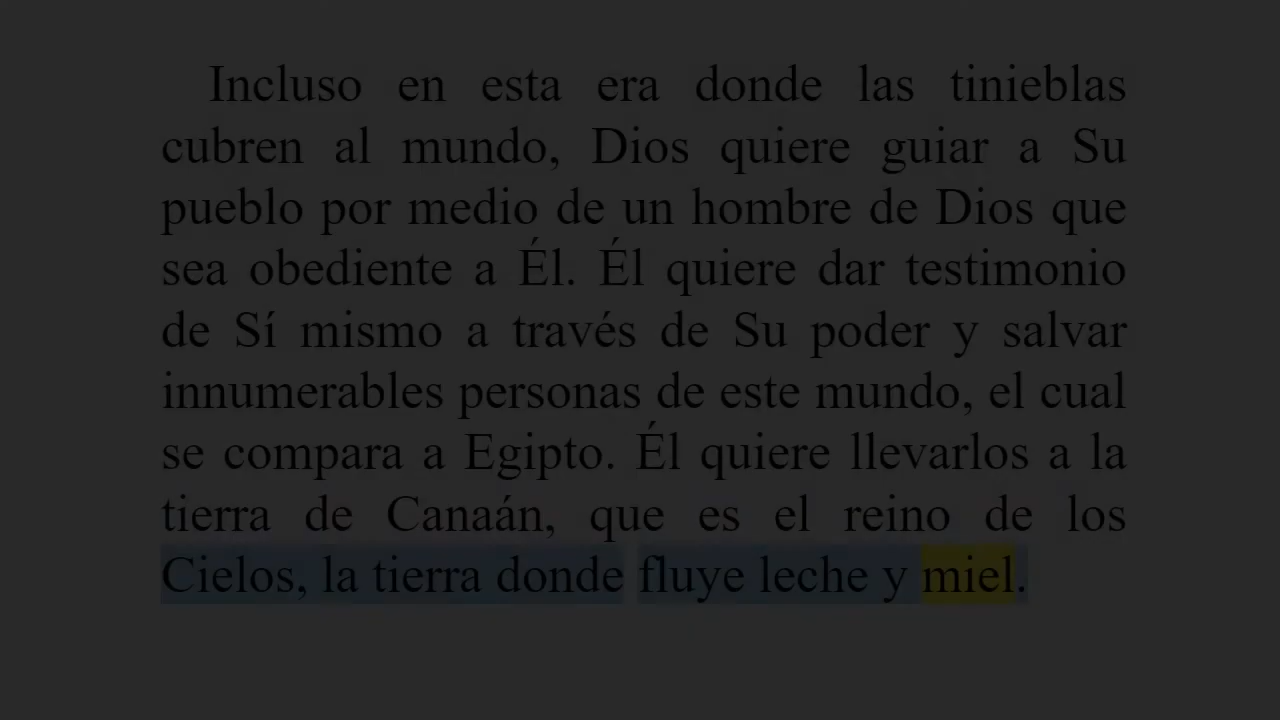 Incluso en esta era donde las tinieblas
cubren al mundo, Dios quiere guiar a Su
pueblo por medio de un hombre de Dios que
sea obediente a Él. Él quiere dar testimonio
de Sí mismo a través de Su poder y salvar
innumerables personas de este mundo, el cual
se compara a Egipto. Él quiere llevarlos a la
tierra de Canaán, que es el reino de los
Cielos, la tierra donde fluye leche y miel.